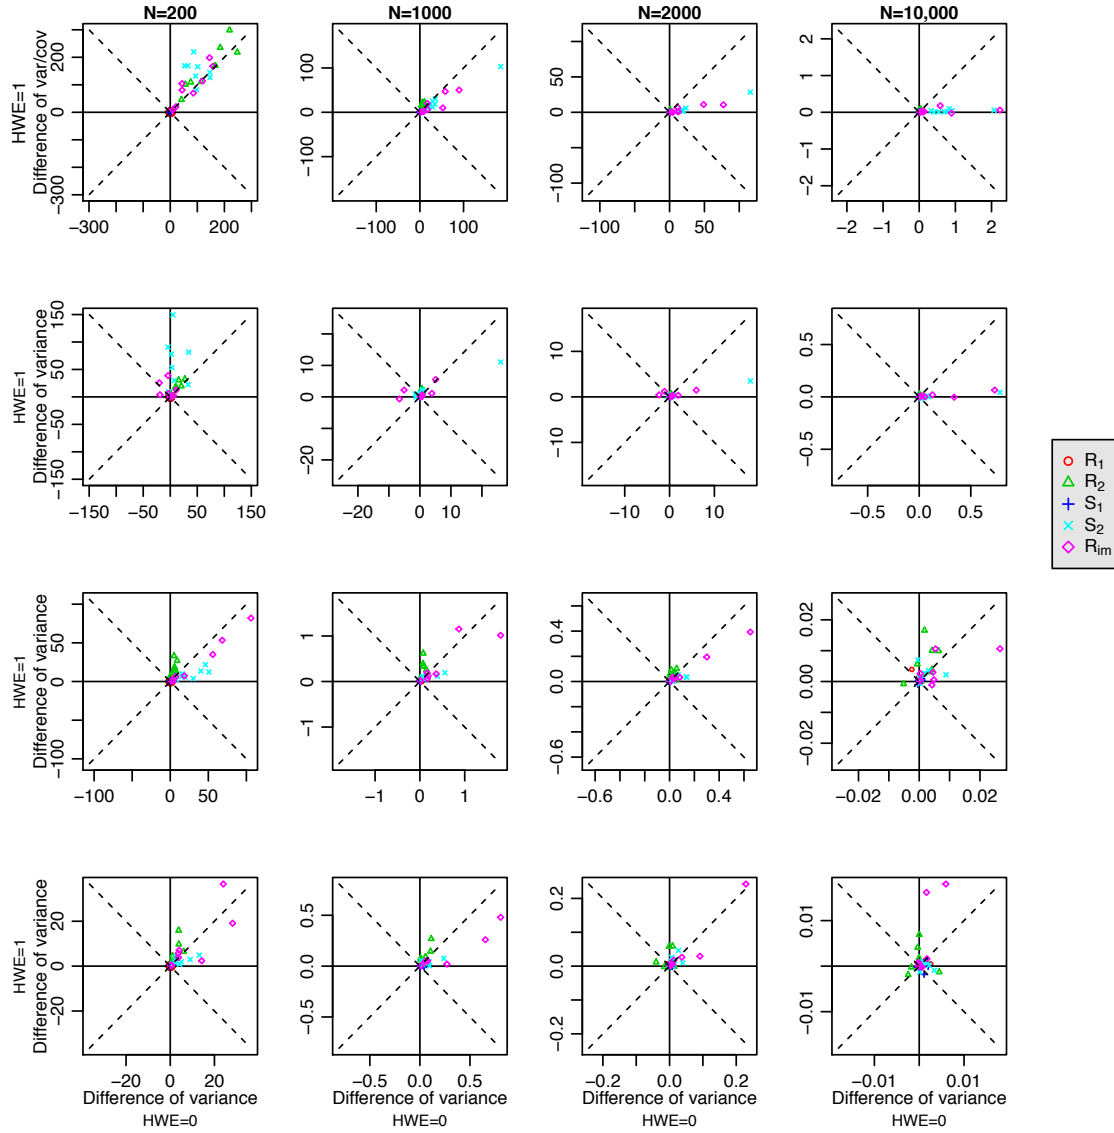 N=200 N=1000 N=2000 N=10,000
HWE=1
Difference of var/cov
−300 0 200
−300 0 200
−100 0 100
−100 0 100
−100 0 50
−100 0 50
−2 −1 0 1 2
−2 −1 0 1 2
HWE=1
Difference of variance
−150 −50 0 50 150
−150 −50 50 150
−20 0 10
−20 0 10
−10 0 10
−10 0 10
−0.5 0.0 0.5
−0.5 0.0 0.5
R1
R2
S1
S2
Rim
HWE=1
Difference of variance
−100 0 50
−100 0 50
−1 0 1
−1 0 1
−0.6 0.0 0.4
−0.6 0.0 0.4
−0.02 0.00 0.02
−0.02 0.00 0.02
HWE=1
Difference of variance
−20 0 20
−20 0 20
−0.5 0.0 0.5
−0.5 0.0 0.5
−0.2 0.0 0.2
−0.2 0.0 0.2
−0.01 0.01
−0.01 0.01
Difference of variance Difference of variance Difference of variance Difference of variance
HWE=0 HWE=0 HWE=0 HWE=0